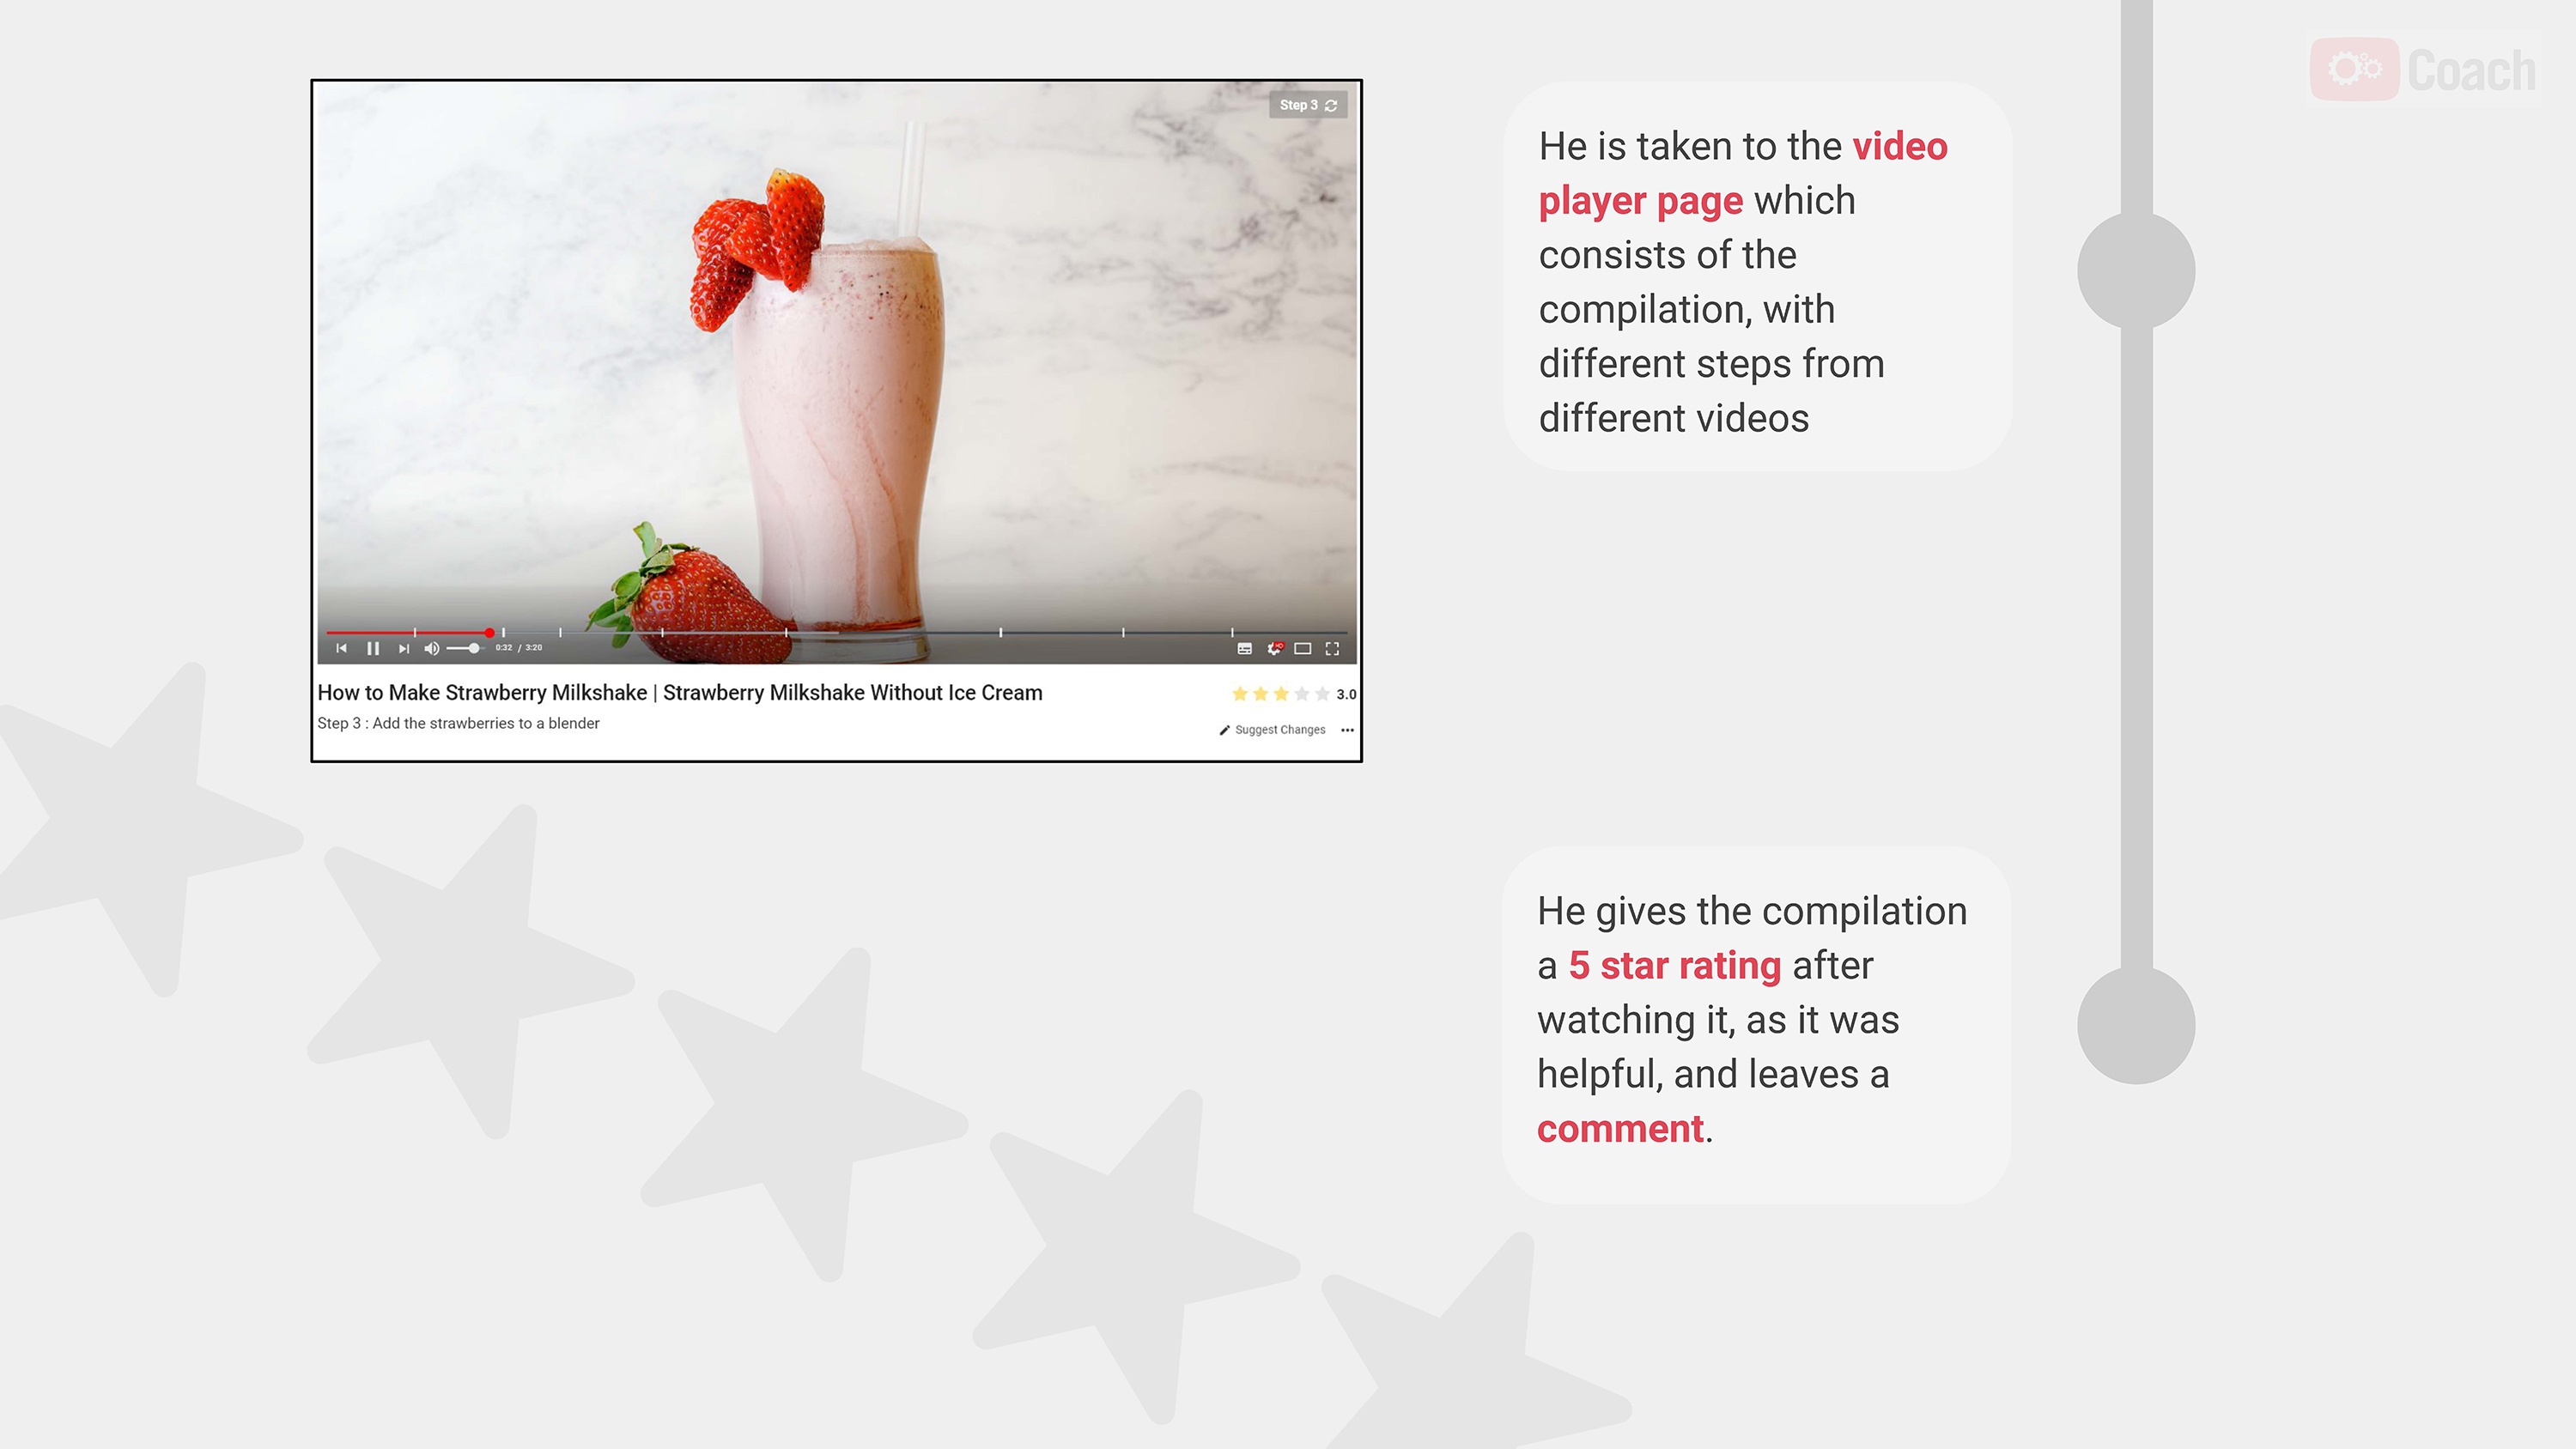 Coach
Step 3
0:32 / 3:20
HD
How to Make Strawberry Milkshake | Strawberry Milkshake Without Ice Cream
3.0
Step 3 : Add the strawberries to a blender
Suggest Changes
He is taken to the video
player page which
consists of the
compilation, with
different steps from
different videos
He gives the compilation
a 5 star rating after
watching it, as it was
helpful, and leaves a
comment.